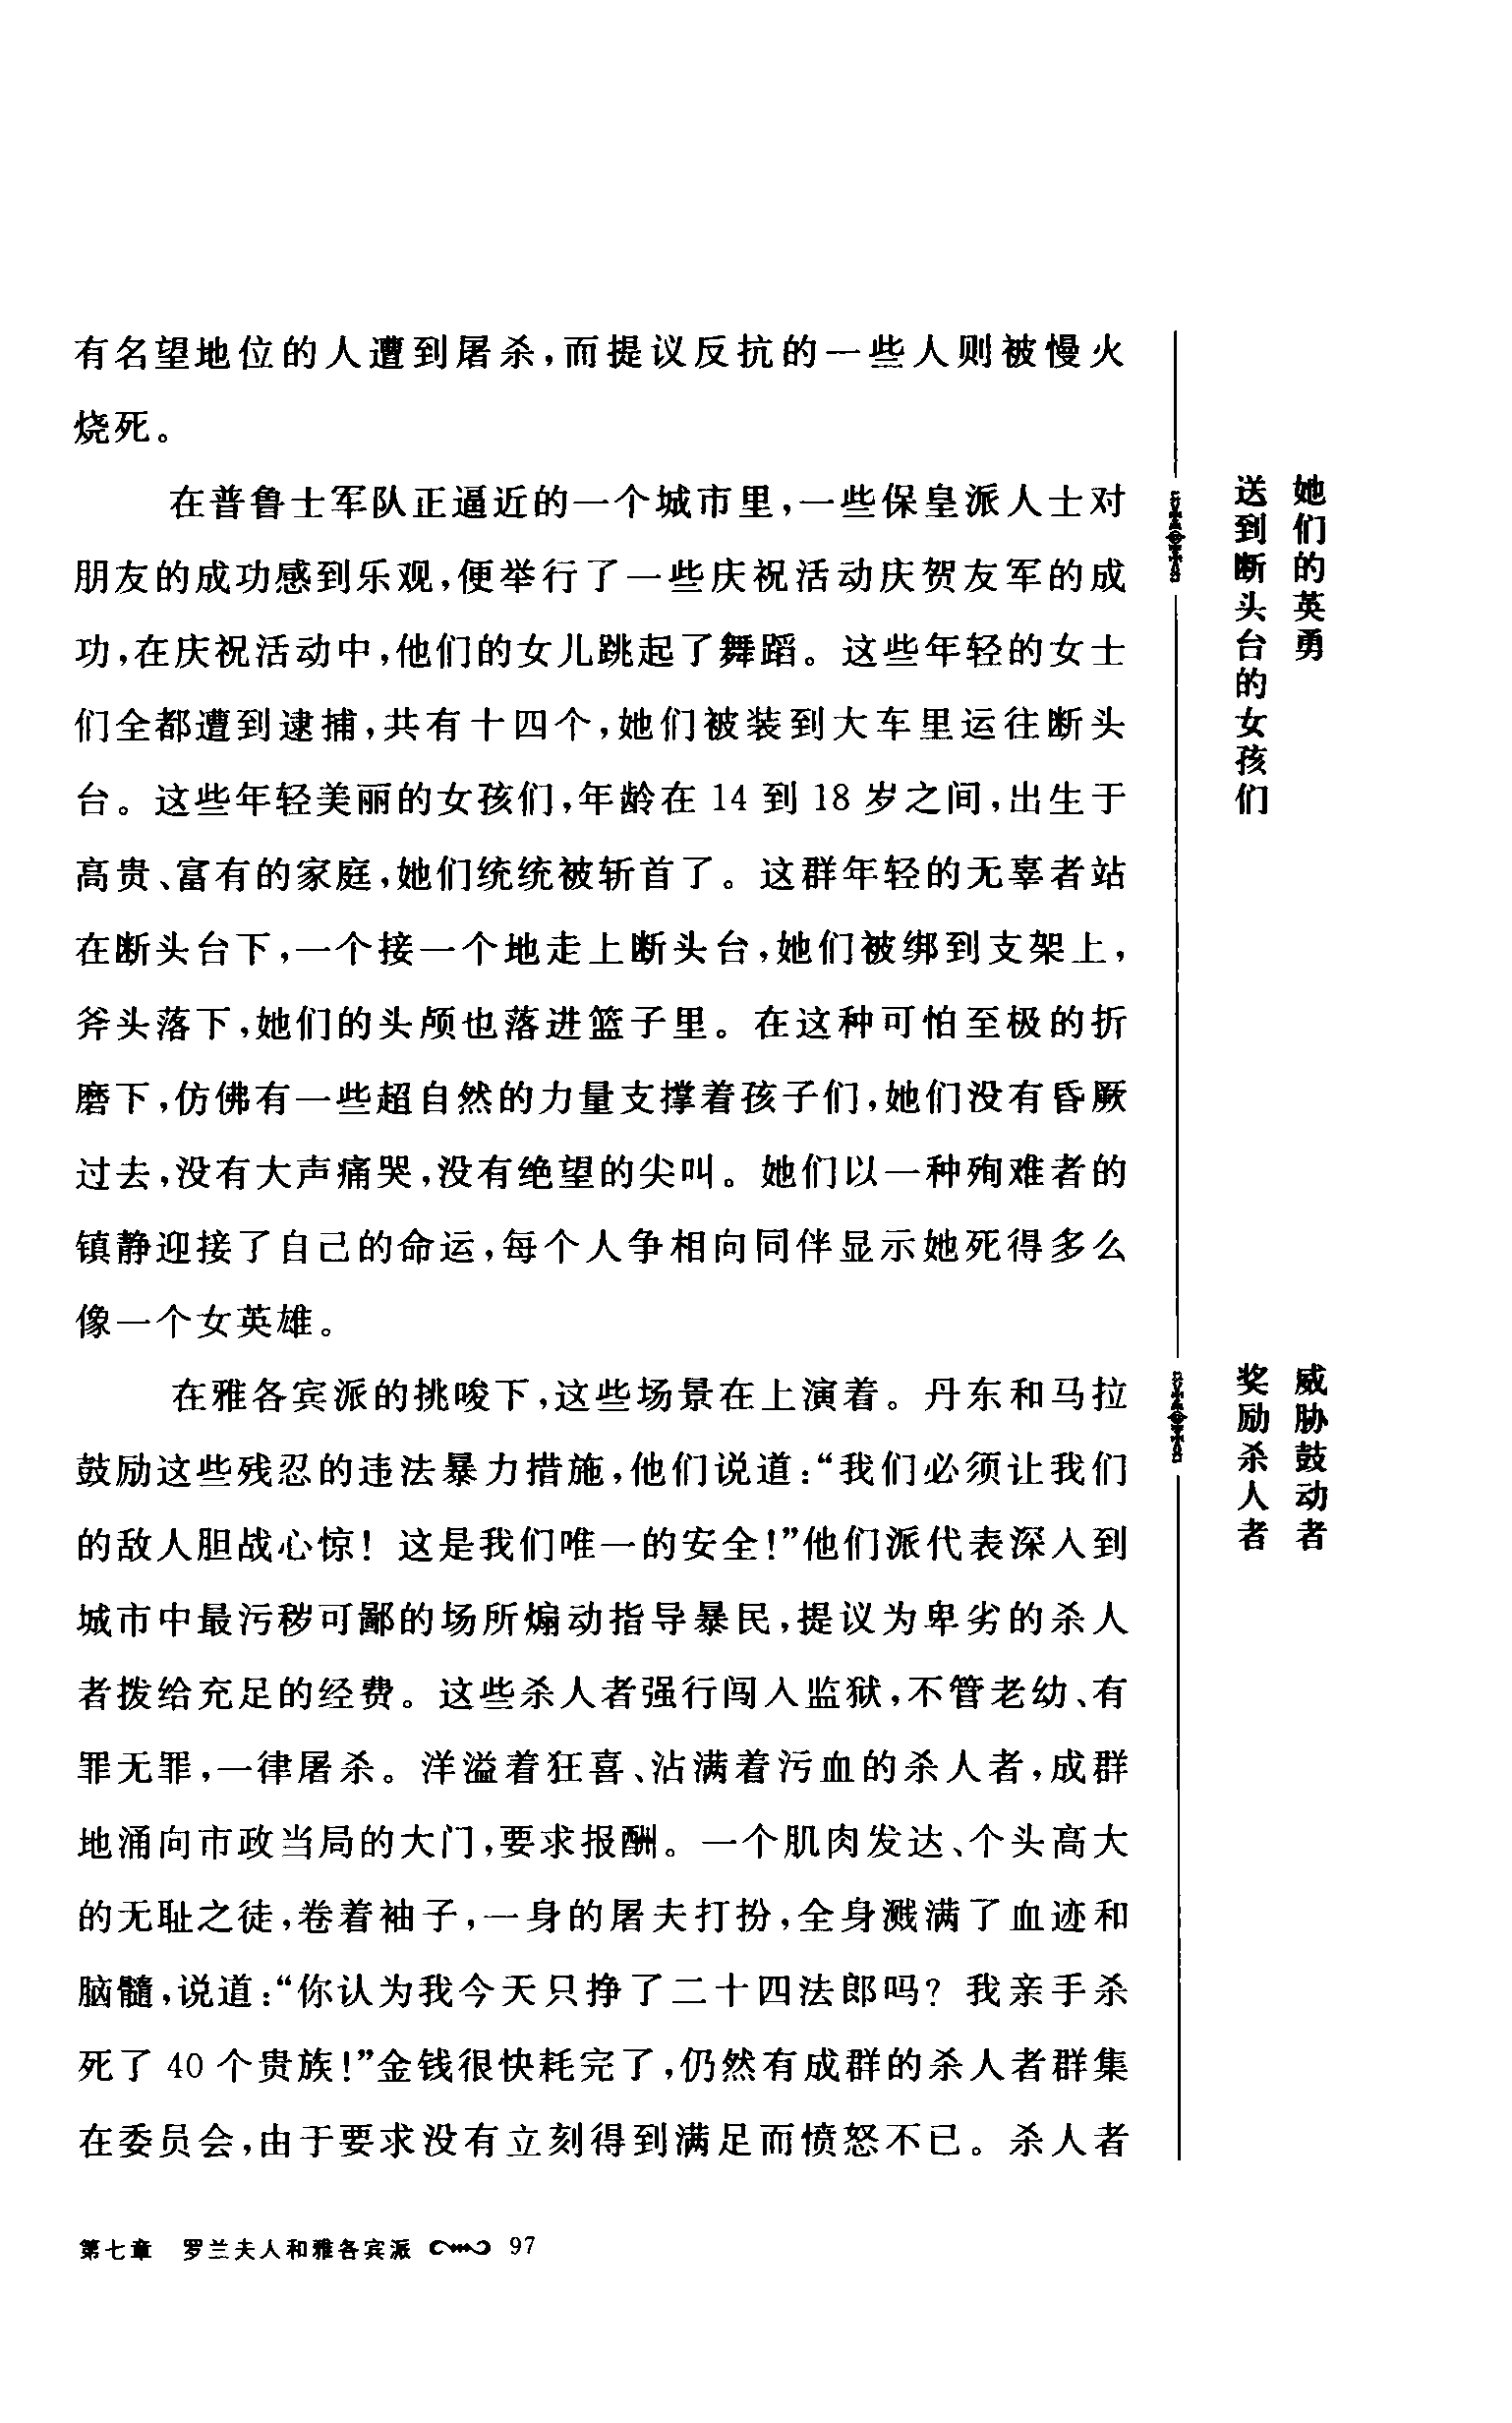 有名望地位的人遭到屠杀,而提议反抗的一些人则被慢火
烧死。
在普鲁士军队正逼近的一个城市里,一些保皇派人士对
朋友的成功感到乐观,便举行了一些庆祝活动庆贺友军的成
功,在庆祝活动中,他们的女儿跳起了舞蹈。这些年轻的女士
们全都遭到逮捕,共有十四个,她们被装到大车里运往断头
台。这些年轻美丽的女孩们,年龄在 14 到 18 岁之间,出生于
高贵、富有的家庭,她们统统被斩首了。这群年轻的无辜者站
在断头台下,一个接一个地走上断头台,她们被绑到支架上,
斧头落下,她们的头颅也落进篮子里。在这种可怕至极的折
磨下,仿佛有一些超自然的力量支撑着孩子们,她们没有昏厥
过去,没有大声痛哭,没有绝望的尖叫。她们以一种殉难者的
镇静迎接了自己的命运,每个人争相向同伴显示她死得多么
像一个女英雄。
在雅各宾派的挑唆下,这些场景在上演着。丹东和马拉
鼓励这些残忍的违法暴力措施,他们说道:“我们必须让我们
的敌人胆战心惊! 这是我们唯一的安全!”他们派代表深入到
城市中最污秽可鄙的场所煽动指导暴民,提议为卑劣的杀人
者拨给充足的经费。这些杀人者强行闯入监狱,不管老幼、有
罪无罪,一律屠杀。洋溢着狂喜、沾满着污血的杀人者,成群
地涌向市政当局的大门,要求报酬。一个肌肉发达、个头高大
的无耻之徒,卷着袖子,一身的屠夫打扮,全身溅满了血迹和
脑髓,说道:“你认为我今天只挣了二十四法郎吗? 我亲手杀
死了 40 个贵族!”金钱很快耗完了,仍然有成群的杀人者群集
在委员会,由于要求没有立刻得到满足而愤怒不已。杀人者
她们的英勇
送到断头台的女孩们
威胁鼓动者
奖励杀人者
第七章 罗兰夫人和雅各宾派 97